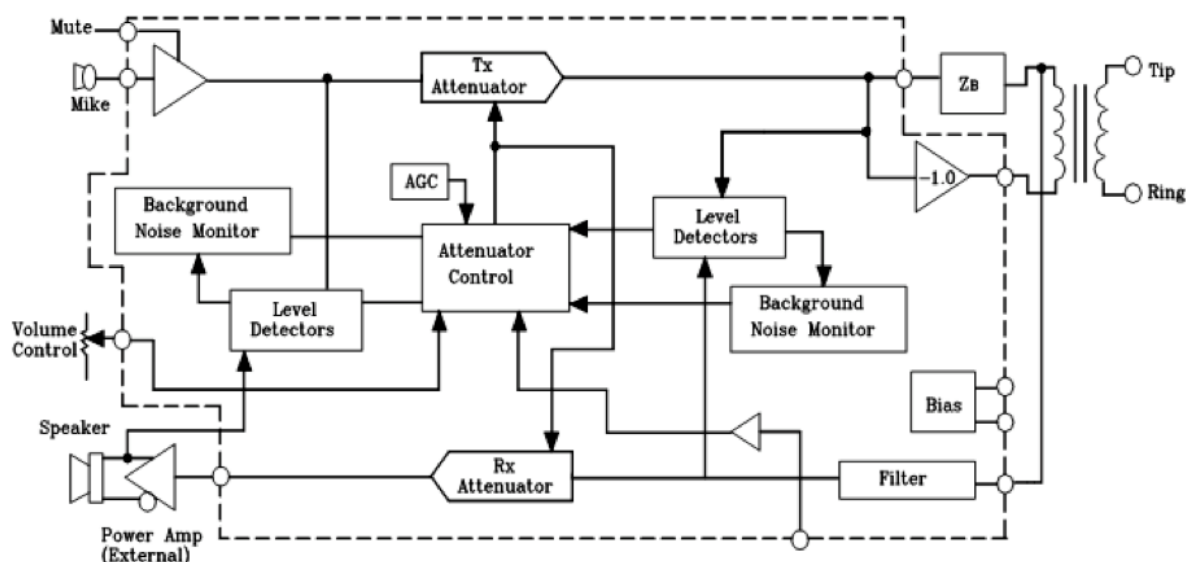 Mute
Mike
Tx
Attenuator
ZB
Tip
AGC
-1.0
Ring
Background
Noise Monitor
Level
Detectors
Attenuator
Control
Background
Noise Monitor
Level
Detectors
Volume
Control
Bias
Speaker
Rx
Attenuator
Filter
Power Amp
(External)